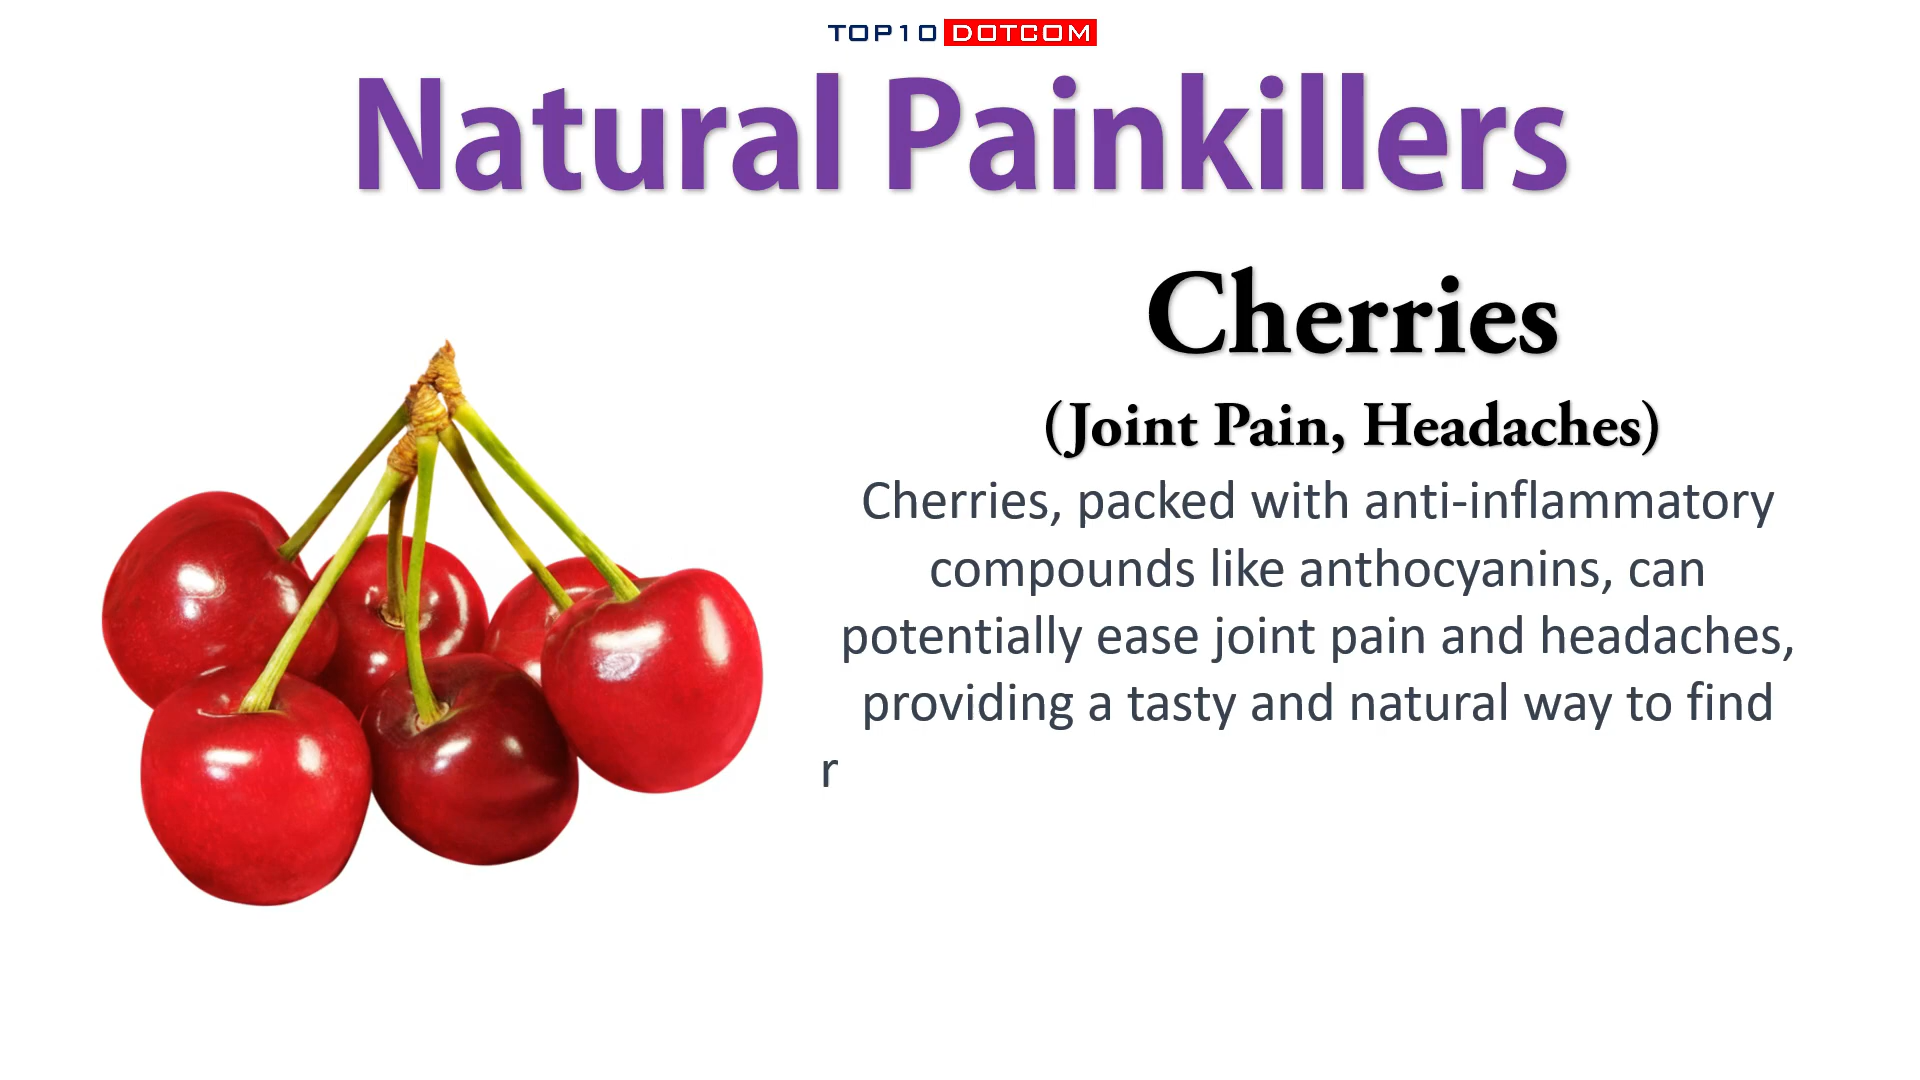 TOP10 DOTCOM
Natural Painkillers
Cherries
(Joint Pain, Headaches)
Cherries, packed with anti-inflammatory
compounds like anthocyanins, can
potentially ease joint pain and headaches,
providing a tasty and natural way to find
r